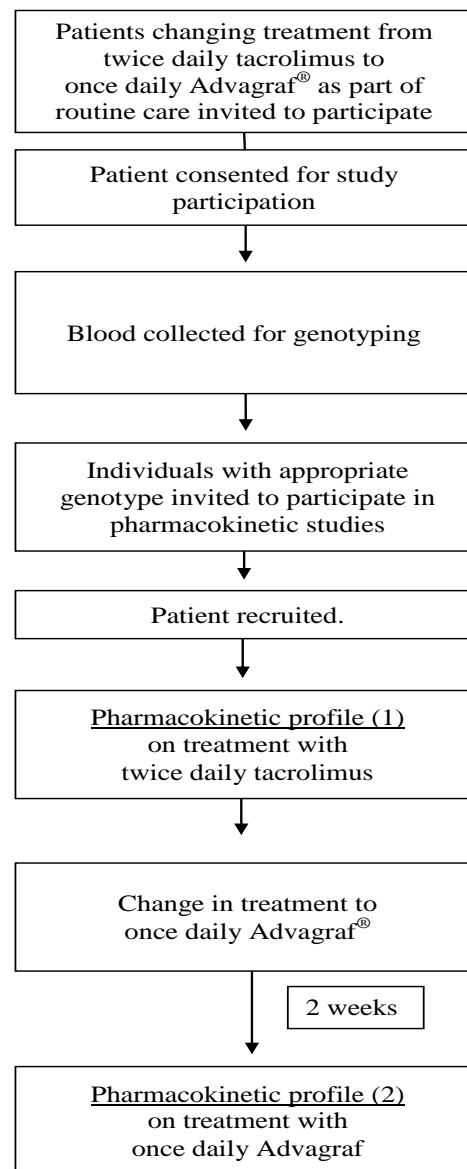 Patients changing treatment from
twice daily tacrolimus to
once daily Advagraf® as part of
routine care invited to participate
Patient consented for study
participation
Blood collected for genotyping
Individuals with appropriate
genotype invited to participate in
pharmacokinetic studies
Patient recruited.
Pharmacokinetic profile (1)
on treatment with
twice daily tacrolimus
Change in treatment to
once daily Advagraf®
2 weeks
Pharmacokinetic profile (2)
on treatment with
once daily Advagraf